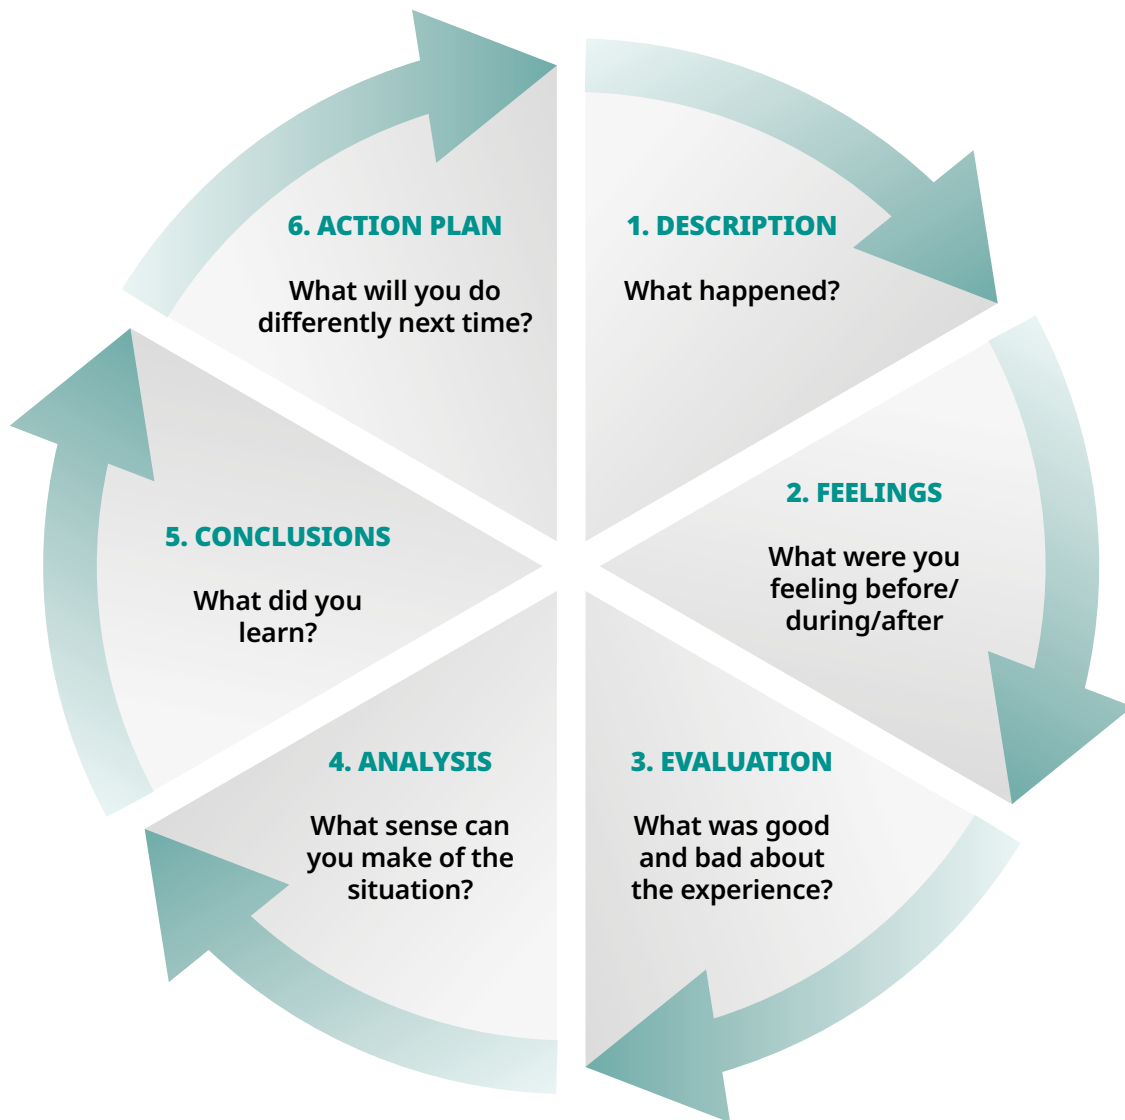 1. DESCRIPTION
What happened?
2. FEELINGS
What were you
feeling before/
during/after
3. EVALUATION
What was good
and bad about
the experience?
4. ANALYSIS
What sense can
you make of the
situation?
5. CONCLUSIONS
What did you
learn?
6. ACTION PLAN
What will you do
differently next time?